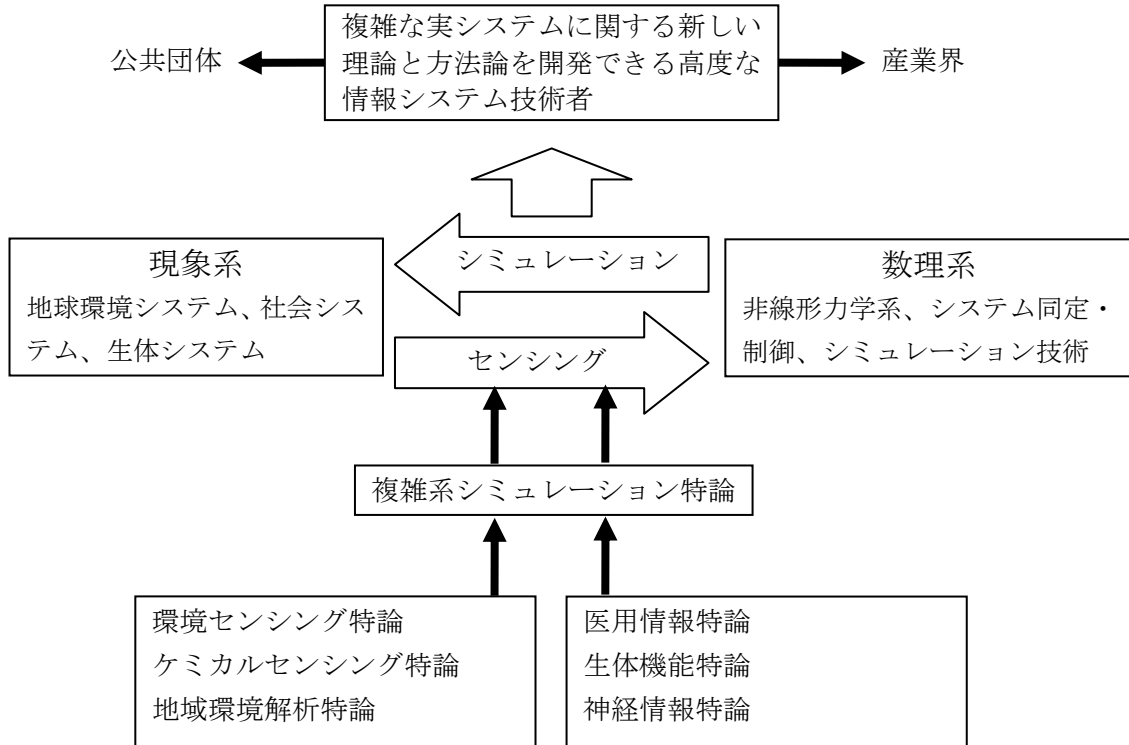 複雑な実システムに関する新しい
理論と方法論を開発できる高度な
情報システム技術者
公共団体
産業界
シミュレーション
現象系
地球環境システム、社会シス
テム、生体システム
数理系
非線形力学系、システム同定・
制御、シミュレーション技術
センシング
複雑系シミュレーション特論
環境センシング特論
ケミカルセンシング特論
地域環境解析特論
医用情報特論
生体機能特論
神経情報特論